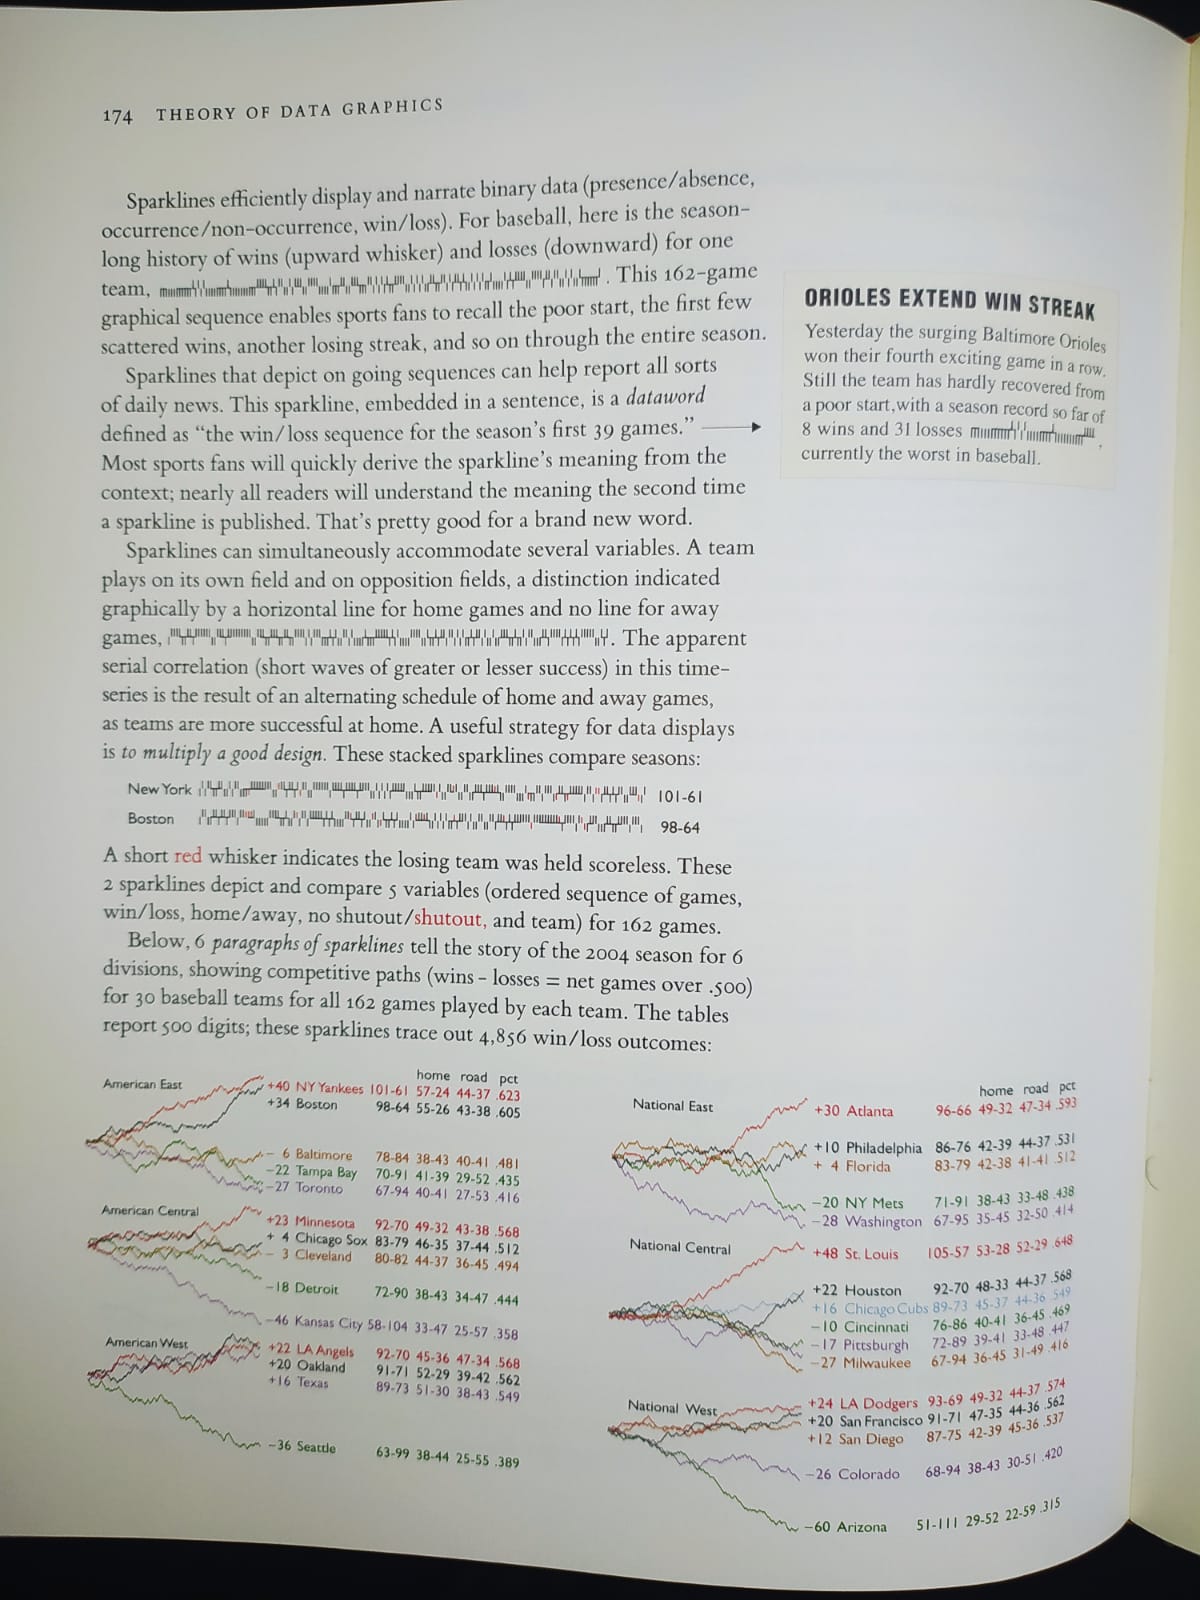 174 THEORY OF DATA GRAPHICS
Sparklines efficiently display and narrate binary data (presence/absence,
occurrence/non-occurrence, win/loss). For baseball, here is the season-
long history of wins (upward whisker) and losses (downward) for one
team, . This 162-game
graphical sequence enables sports fans to recall the poor start, the first few
scattered wins, another losing streak, and so on through the entire season.
Sparklines that depict on going sequences can help report all sorts
of daily news. This sparkline, embedded in a sentence, is a dataword
defined as “the win/loss sequence for the season’s first 39 games.”
Most sports fans will quickly derive the sparkline’s meaning from the
context; nearly all readers will understand the meaning the second time
a sparkline is published. That’s pretty good for a brand new word.
Sparklines can simultaneously accommodate several variables. A team
plays on its own field and on opposition fields, a distinction indicated
graphically by a horizontal line for home games and no line for away
games, . The apparent
serial correlation (short waves of greater or lesser success) in this time-
series is the result of an alternating schedule of home and away games,
as teams are more successful at home. A useful strategy for data displays
is to multiply a good design. These stacked sparklines compare seasons:
New York 101-61
Boston 98-64
A short red whisker indicates the losing team was held scoreless. These
2 sparklines depict and compare 5 variables (ordered sequence of games,
win/loss, home/away, no shutout/shutout, and team) for 162 games.
Below, 6 paragraphs of sparklines tell the story of the 2004 season for 6
divisions, showing competitive paths (wins – losses = net games over .500)
for 30 baseball teams for all 162 games played by each team. The tables
report 500 digits; these sparklines trace out 4,856 win/loss outcomes:
ORIOLES EXTEND WIN STREAK
Yesterday the surging Baltimore Orioles
won their fourth exciting game in a row.
Still the team has hardly recovered from
a poor start,with a season record so far of
8 wins and 31 losses ,
currently the worst in baseball.
home road pct
American East
+40 NY Yankees 101-61 57-24 44-37 .623
+34 Boston 98-64 55-26 43-38 .605
– 6 Baltimore 78-84 38-43 40-41 .481
–22 Tampa Bay 70-91 41-39 29-52 .435
–27 Toronto 67-94 40-41 27-53 .416
American Central
+23 Minnesota 92-70 49-32 43-38 .568
+ 4 Chicago Sox 83-79 46-35 37-44 .512
– 3 Cleveland 80-82 44-37 36-45 .494
–18 Detroit 72-90 38-43 34-47 .444
–46 Kansas City 58-104 33-47 25-57 .358
American West
+22 LA Angels 92-70 45-36 47-34 .568
+20 Oakland 91-71 52-29 39-42 .562
+16 Texas 89-73 51-30 38-43 .549
–36 Seattle 63-99 38-44 25-55 .389
home road pct
National East
+30 Atlanta 96-66 49-32 47-34 .593
+10 Philadelphia 86-76 42-39 44-37 .531
+ 4 Florida 83-79 42-38 41-41 .512
–20 NY Mets 71-91 38-43 33-48 .438
–28 Washington 67-95 35-45 32-50 .414
National Central
+48 St. Louis 105-57 53-28 52-29 .648
+22 Houston 92-70 48-33 44-37 .568
+16 Chicago Cubs 89-73 45-37 44-36 .549
–10 Cincinnati 76-86 40-41 36-45 .469
–17 Pittsburgh 72-89 39-41 33-48 .447
–27 Milwaukee 67-94 36-45 31-49 .416
National West
+24 LA Dodgers 93-69 49-32 44-37 .574
+20 San Francisco 91-71 47-35 44-36 .562
+12 San Diego 87-75 42-39 45-36 .537
–26 Colorado 68-94 38-43 30-51 .420
–60 Arizona 51-111 29-52 22-59 .315